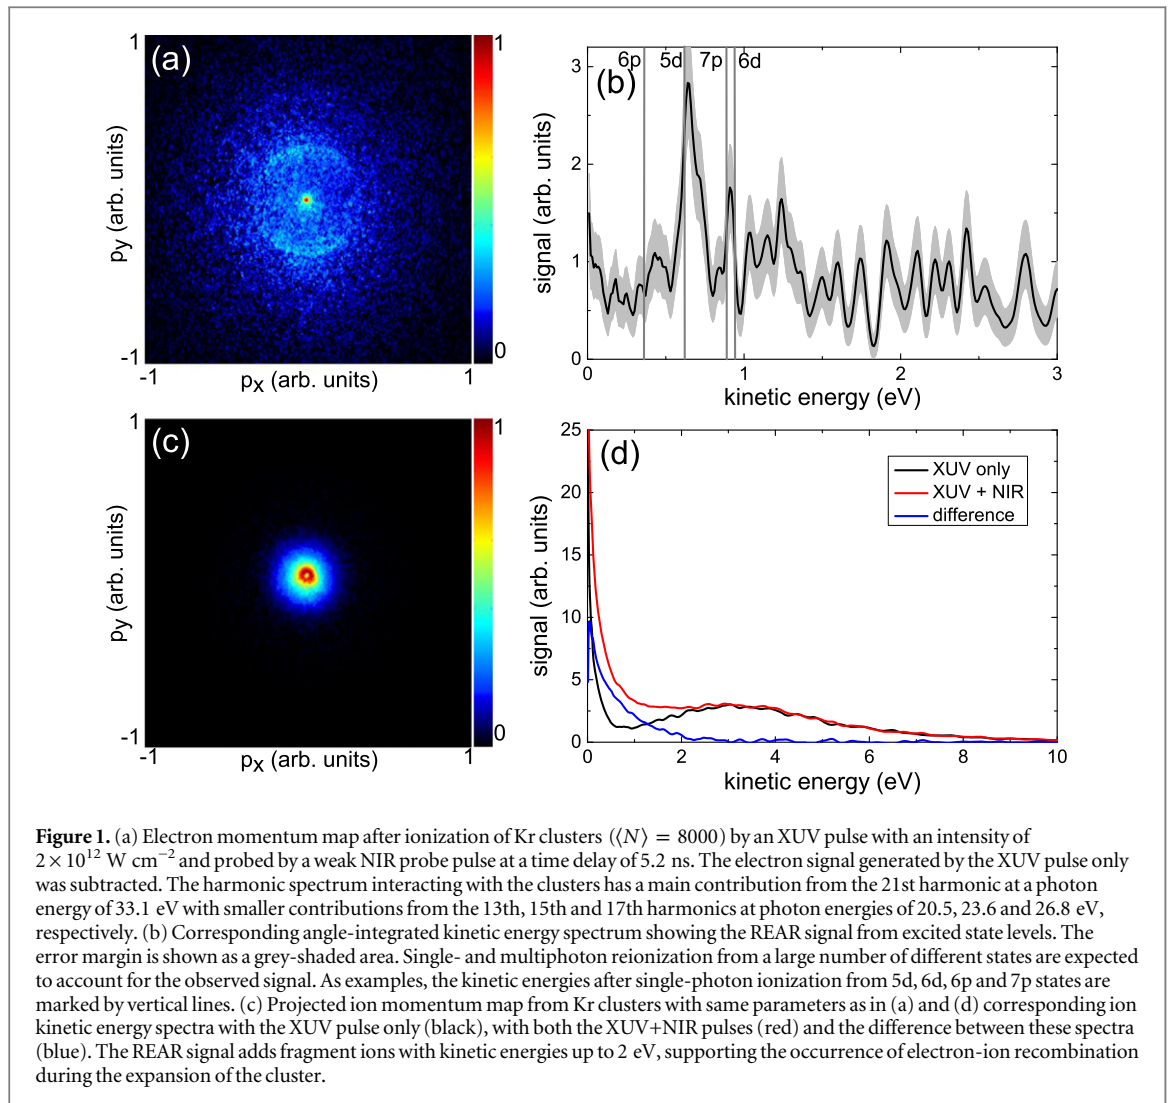 (a)
1
-1
-1
1
py (arb. units)
px (arb. units)
1
0
(b)
6p
5d
7p
6d
3
2
1
0
signal (arb. units)
0
1
2
3
kinetic energy (eV)
(c)
1
-1
-1
1
py (arb. units)
px (arb. units)
1
0
(d)
25
20
15
10
5
0
signal (arb. units)
XUV only
XUV + NIR
difference
0
2
4
6
8
10
kinetic energy (eV)
Figure 1. (a) Electron momentum map after ionization of Kr clusters (⟨N⟩ = 8000) by an XUV pulse with an intensity of
2 × 10¹² W cm⁻² and probed by a weak NIR probe pulse at a time delay of 5.2 ns. The electron signal generated by the XUV pulse only
was subtracted. The harmonic spectrum interacting with the clusters has a main contribution from the 21st harmonic at a photon
energy of 33.1 eV with smaller contributions from the 13th, 15th and 17th harmonics at photon energies of 20.5, 23.6 and 26.8 eV,
respectively. (b) Corresponding angle-integrated kinetic energy spectrum showing the REAR signal from excited state levels. The
error margin is shown as a grey-shaded area. Single- and multiphoton reionization from a large number of different states are expected
to account for the observed signal. As examples, the kinetic energies after single-photon ionization from 5d, 6d, 6p and 7p states are
marked by vertical lines. (c) Projected ion momentum map from Kr clusters with same parameters as in (a) and (d) corresponding ion
kinetic energy spectra with the XUV pulse only (black), with both the XUV+NIR pulses (red) and the difference between these spectra
(blue). The REAR signal adds fragment ions with kinetic energies up to 2 eV, supporting the occurrence of electron-ion recombination
during the expansion of the cluster.